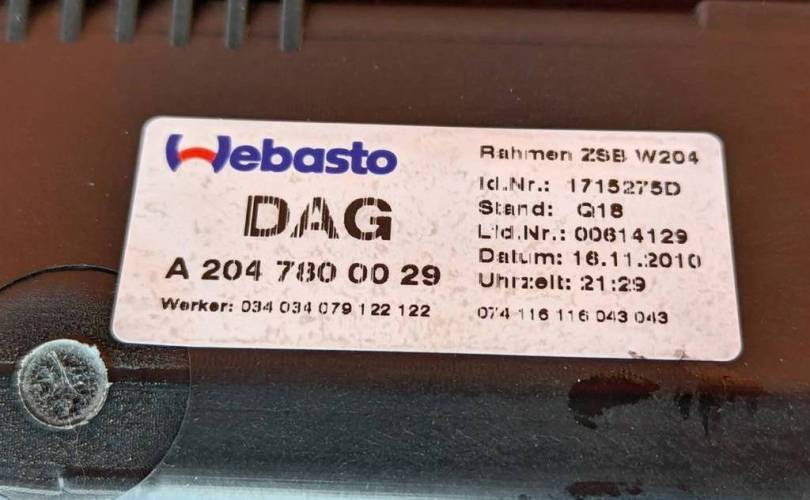 Webasto
DAG
A 204 780 00 29
Werker: 034 034 079 122 122
Rahmen ZSB W204
Id.Nr.: 1715275D
Stand: Q18
Lfd.Nr.: 00614129
Datum: 16.11.2010
Uhrzeit: 21:29
074 116 116 043 043